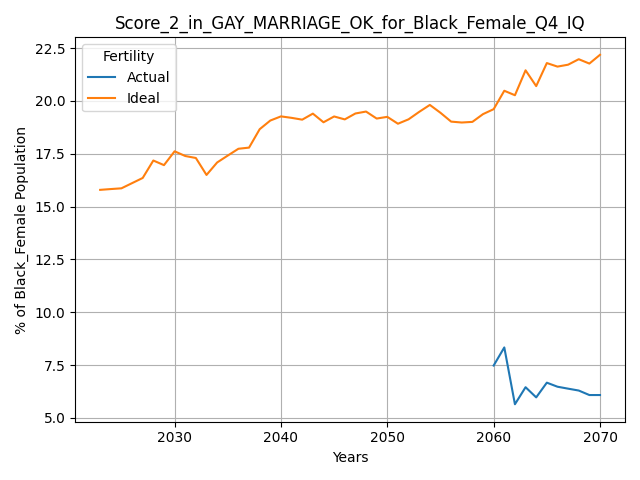 Score_2_in_GAY_MARRIAGE_OK_for_Black_Female_Q4_IQ
Fertility
Actual
Ideal
% of Black_Female Population
22.5
20.0
17.5
15.0
12.5
10.0
7.5
5.0
2030 2040 2050 2060 2070
Years